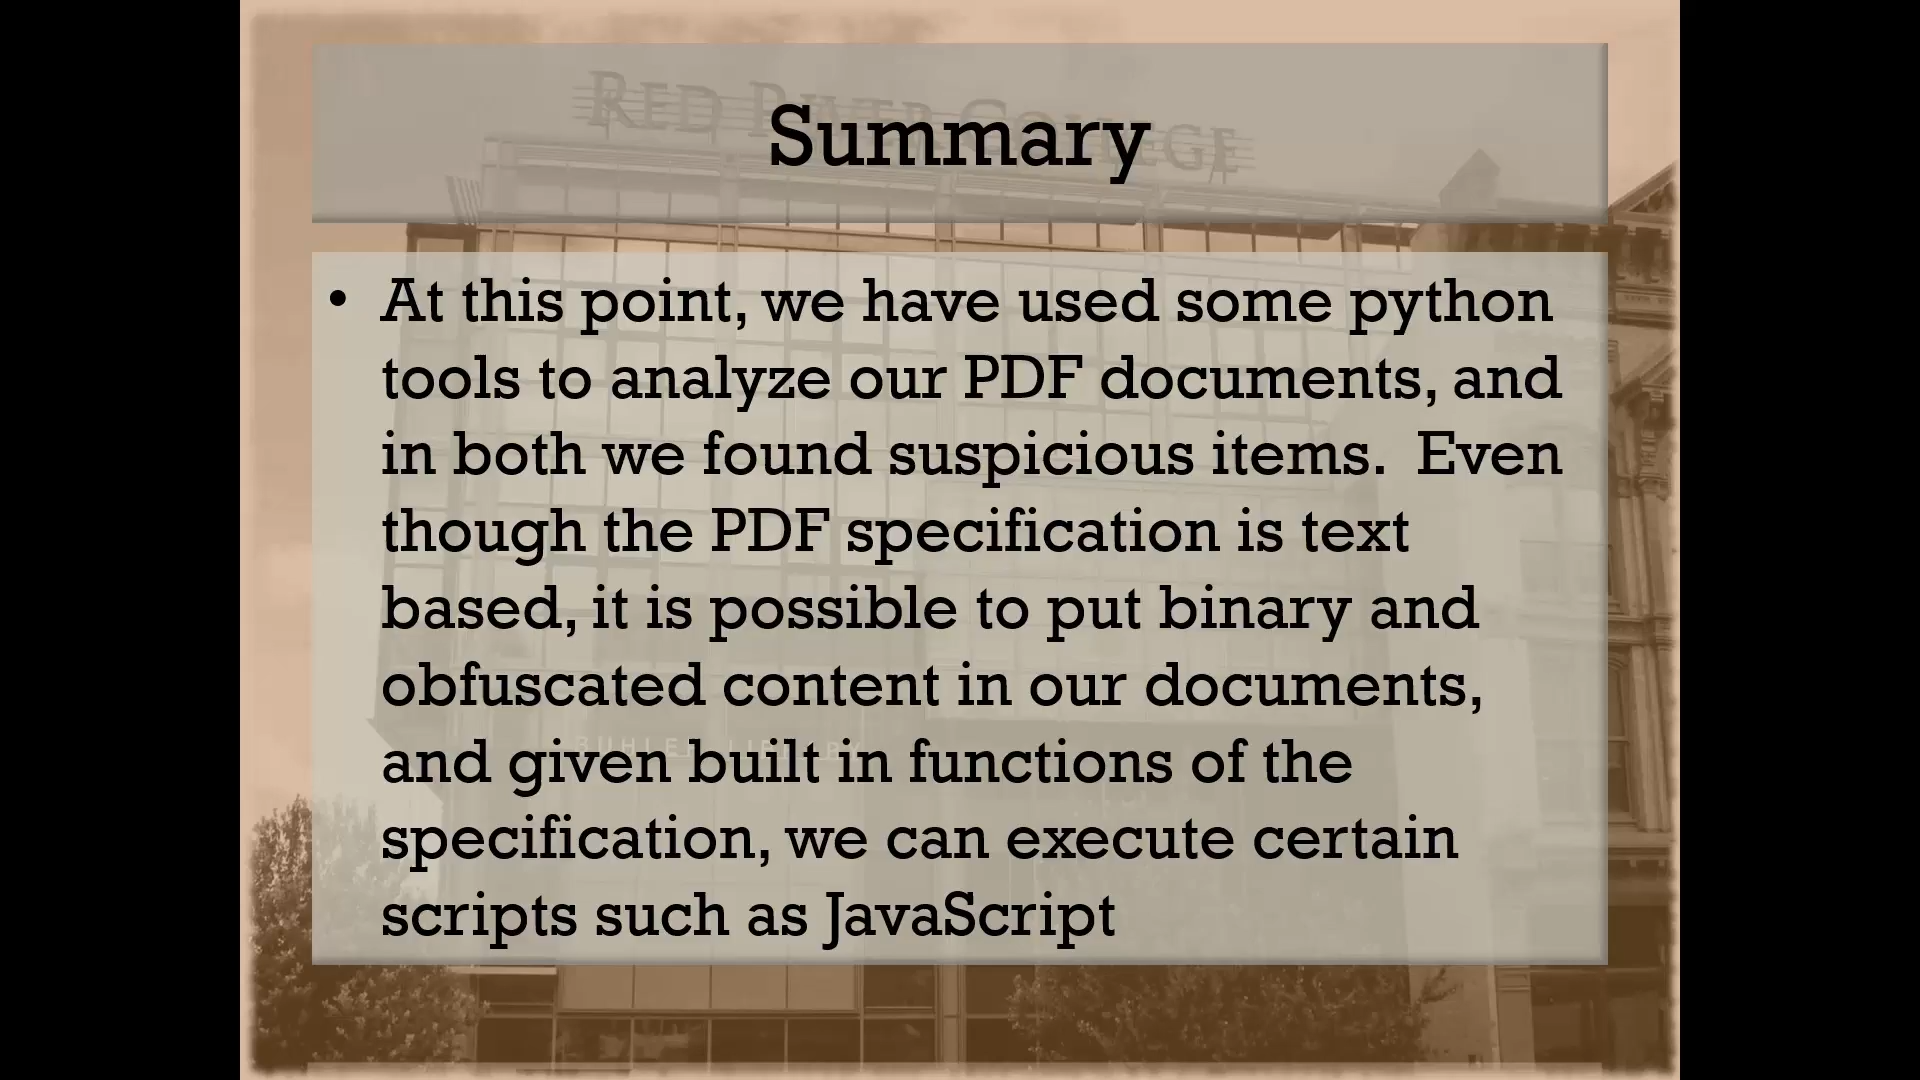 RED RIVER COLLEGE
Summary
• At this point, we have used some python
tools to analyze our PDF documents, and
in both we found suspicious items.  Even
though the PDF specification is text
based, it is possible to put binary and
obfuscated content in our documents,
and given built in functions of the
specification, we can execute certain
scripts such as JavaScript